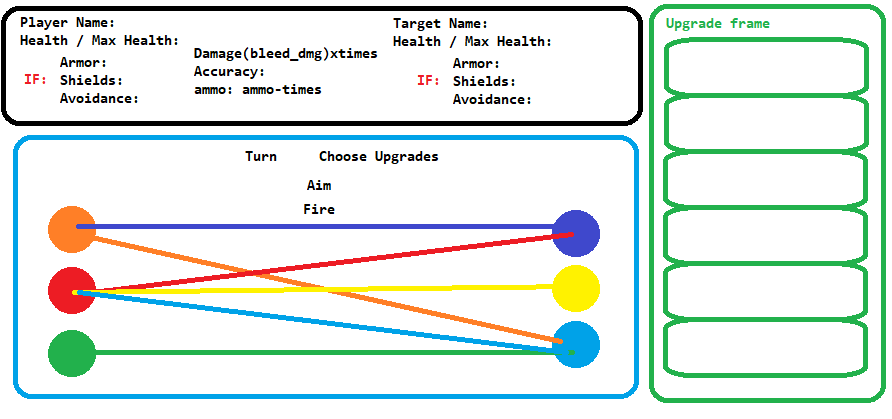 Player Name:
Health / Max Health:
IF:
Armor:
Shields:
Avoidance:
Damage(bleed_dmg)xtimes
Accuracy:
ammo: ammo-times
Target Name:
Health / Max Health:
IF:
Armor:
Shields:
Avoidance:
Upgrade frame
Turn Choose Upgrades
Aim
Fire